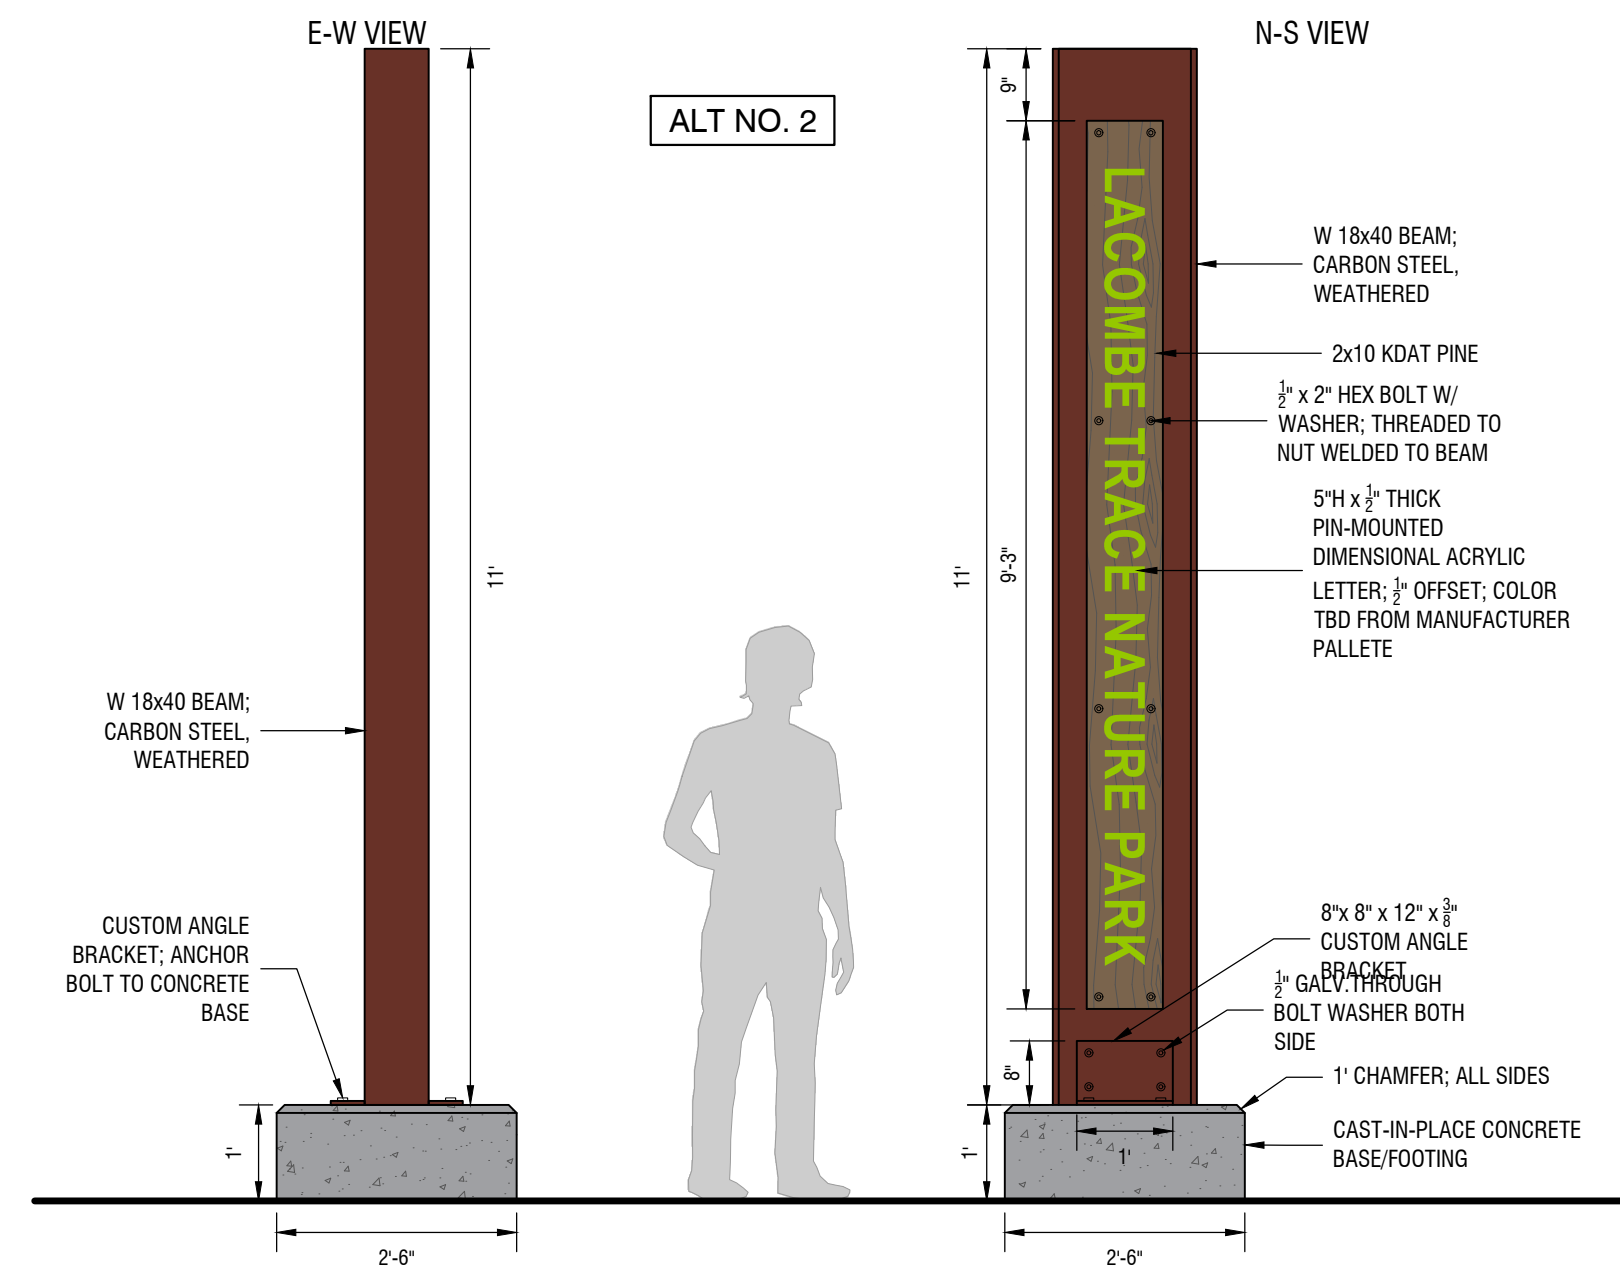 E-W VIEW
N-S VIEW
ALT NO. 2
11'
W 18x40 BEAM;
CARBON STEEL,
WEATHERED
CUSTOM ANGLE
BRACKET; ANCHOR
BOLT TO CONCRETE
BASE
1'
2'-6"
11'
9"
9'-3"
8"
1'
1'
2'-6"
LACOMBE TRACE NATURE PARK
W 18x40 BEAM;
CARBON STEEL,
WEATHERED
2x10 KDAT PINE
½" x 2" HEX BOLT W/
WASHER; THREADED TO
NUT WELDED TO BEAM
5"H x ½" THICK
PIN-MOUNTED
DIMENSIONAL ACRYLIC
LETTER; ½" OFFSET; COLOR
TBD FROM MANUFACTURER
PALLETE
8"x 8" x 12" x ⅜"
CUSTOM ANGLE
BRACKET
½" GALV.THROUGH
BOLT WASHER BOTH
SIDE
1' CHAMFER; ALL SIDES
CAST-IN-PLACE CONCRETE
BASE/FOOTING